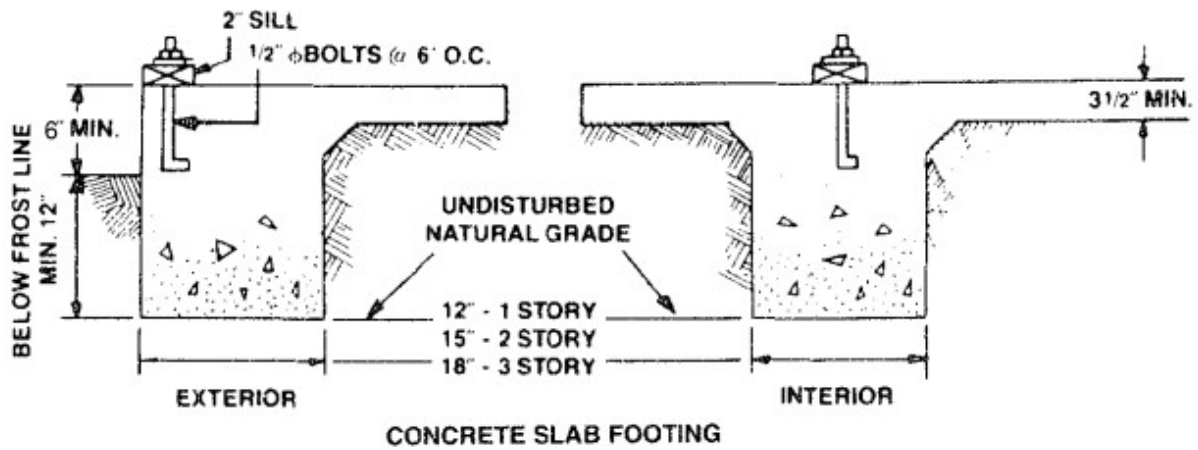 2" SILL
1/2" ϕ BOLTS @ 6' O.C.
6" MIN.
3 1/2" MIN.
BELOW FROST LINE
MIN. 12"
UNDISTURBED
NATURAL GRADE
12" - 1 STORY
15" - 2 STORY
18" - 3 STORY
EXTERIOR
INTERIOR
CONCRETE SLAB FOOTING